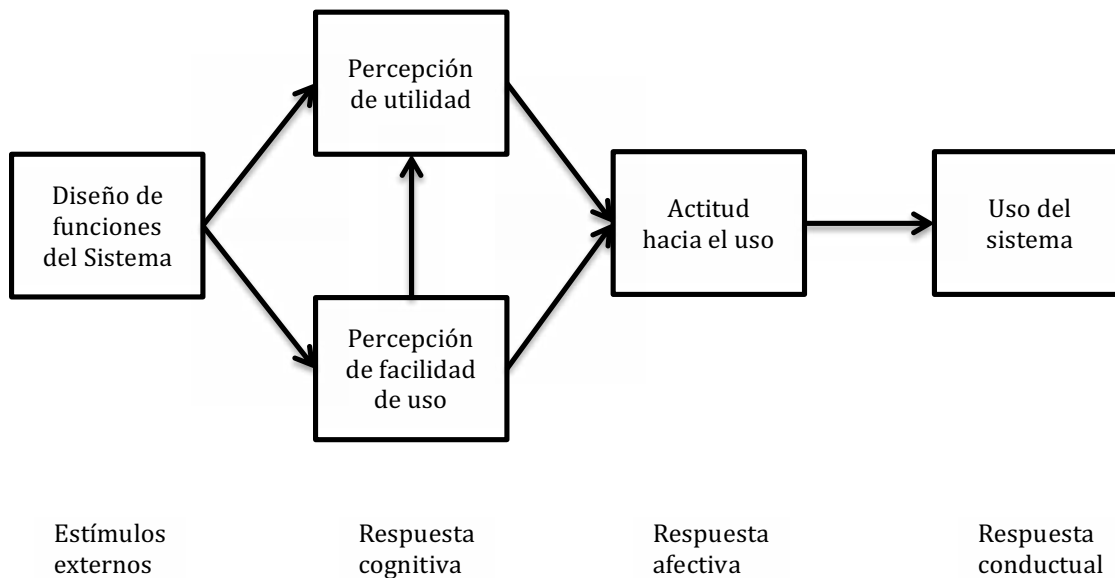 Percepción
de utilidad
Diseño de
funciones
del Sistema
Actitud
hacia el uso
Uso del
sistema
Percepción
de facilidad
de uso
Estímulos
externos
Respuesta
cognitiva
Respuesta
afectiva
Respuesta
conductual